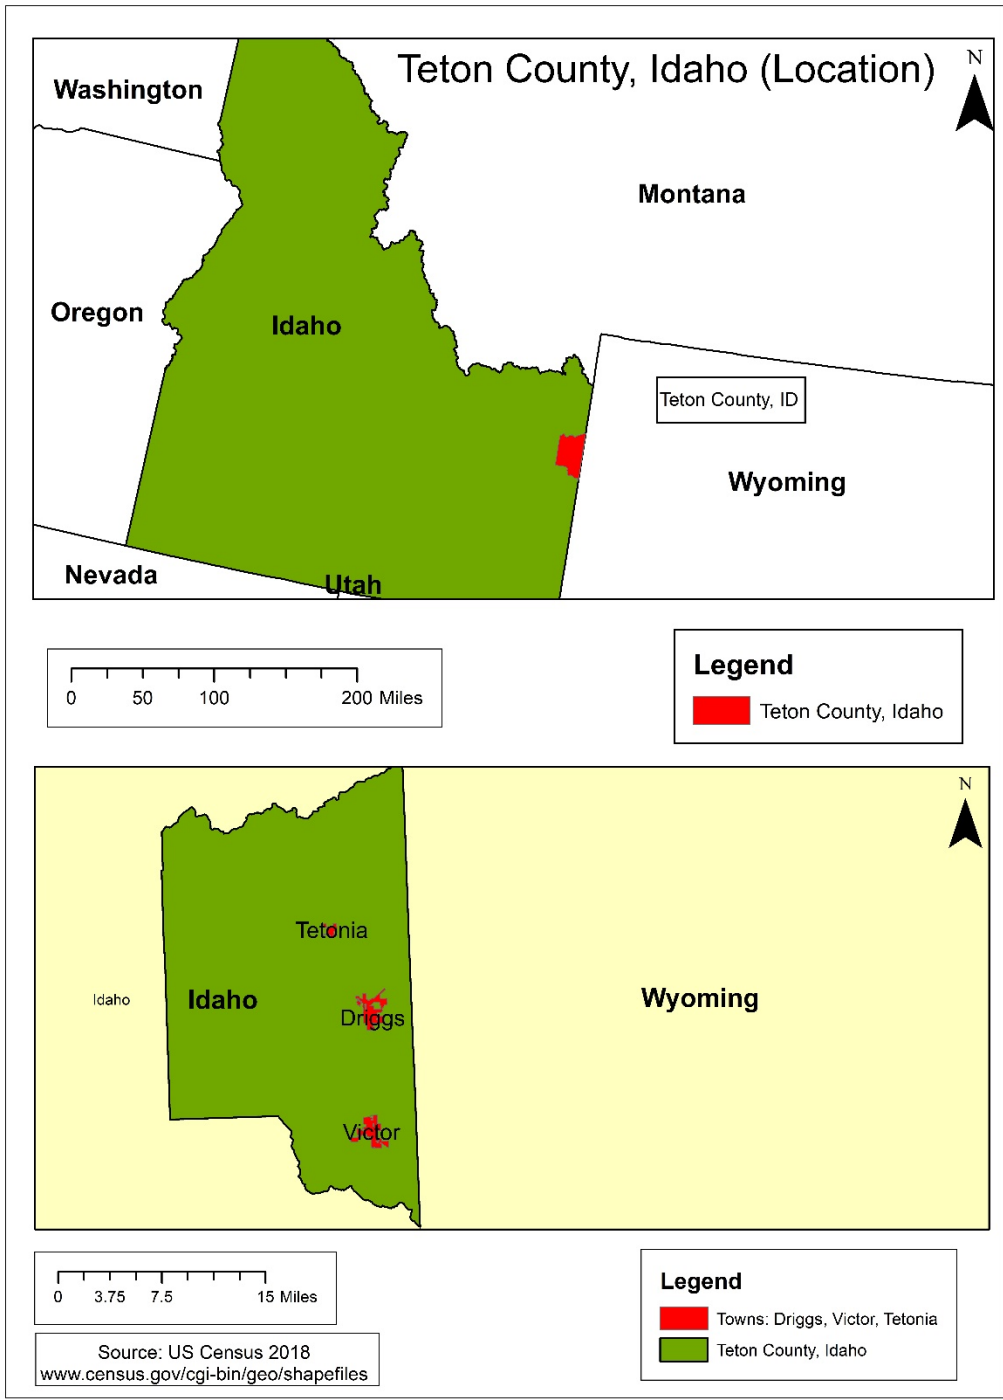 Teton County, Idaho (Location)
N
Washington
Montana
Oregon
Idaho
Teton County, ID
Wyoming
Nevada
Utah
0 50 100 200 Miles
Legend
Teton County, Idaho
N
Tetonia
Idaho
Idaho
Wyoming
Driggs
Victor
0 3.75 7.5 15 Miles
Legend
Towns: Driggs, Victor, Tetonia
Teton County, Idaho
Source: US Census 2018
www.census.gov/cgi-bin/geo/shapefiles